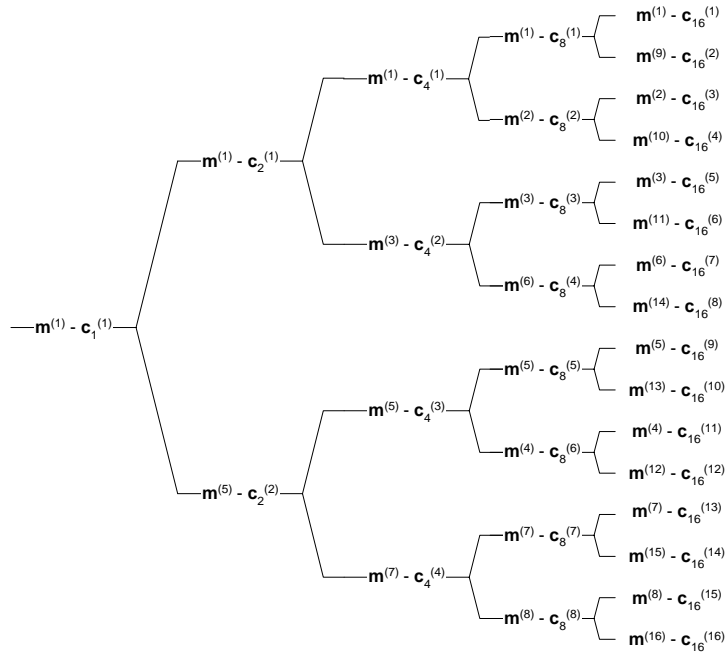 m⁽¹⁾ - c₁₆⁽¹⁾
m⁽¹⁾ - c₈⁽¹⁾
m⁽⁹⁾ - c₁₆⁽²⁾
m⁽¹⁾ - c₄⁽¹⁾
m⁽²⁾ - c₁₆⁽³⁾
m⁽²⁾ - c₈⁽²⁾
m⁽¹⁰⁾ - c₁₆⁽⁴⁾
m⁽¹⁾ - c₂⁽¹⁾
m⁽³⁾ - c₁₆⁽⁵⁾
m⁽³⁾ - c₈⁽³⁾
m⁽¹¹⁾ - c₁₆⁽⁶⁾
m⁽³⁾ - c₄⁽²⁾
m⁽⁶⁾ - c₁₆⁽⁷⁾
m⁽⁶⁾ - c₈⁽⁴⁾
m⁽¹⁴⁾ - c₁₆⁽⁸⁾
m⁽¹⁾ - c₁⁽¹⁾
m⁽⁵⁾ - c₁₆⁽⁹⁾
m⁽⁵⁾ - c₈⁽⁵⁾
m⁽¹³⁾ - c₁₆⁽¹⁰⁾
m⁽⁵⁾ - c₄⁽³⁾
m⁽⁴⁾ - c₁₆⁽¹¹⁾
m⁽⁴⁾ - c₈⁽⁶⁾
m⁽¹²⁾ - c₁₆⁽¹²⁾
m⁽⁵⁾ - c₂⁽²⁾
m⁽⁷⁾ - c₁₆⁽¹³⁾
m⁽⁷⁾ - c₈⁽⁷⁾
m⁽¹⁵⁾ - c₁₆⁽¹⁴⁾
m⁽⁷⁾ - c₄⁽⁴⁾
m⁽⁸⁾ - c₁₆⁽¹⁵⁾
m⁽⁸⁾ - c₈⁽⁸⁾
m⁽¹⁶⁾ - c₁₆⁽¹⁶⁾